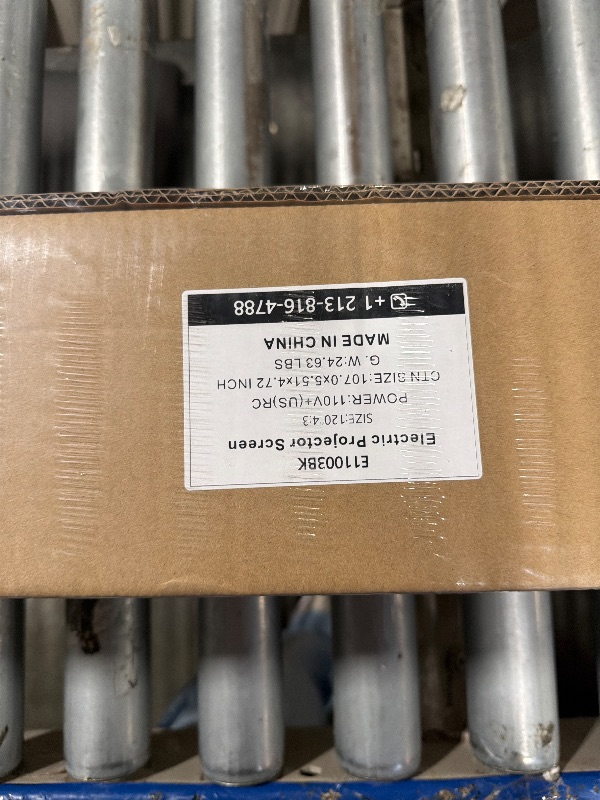 E11003BK
Electric Projector Screen
SIZE:120 4:3
POWER:110V+(US)RC
CTN SIZE:107.0x5.51x4.72 INCH
G. W:24.63 LBS
MADE IN CHINA
+1 213-816-4788